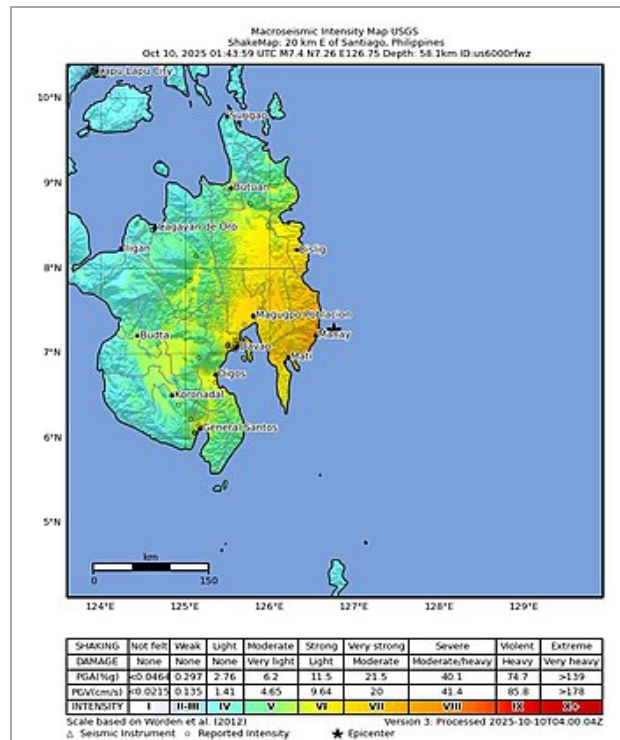 Macroseismic Intensity Map USGS
ShakeMap: 20 km E of Santiago, Philippines
Oct 10, 2025 01:43:59 UTC M7.4 N7.26 E126.75 Depth: 58.1km ID:us6000rfwz
Lapu Lapu City
10°N
Surigao
9°N
Butuan
Cagayan de Oro
Iligan
Bislig
8°N
Magugpo Poblacion
Budta
Manay
Davao
7°N
Mati
Digos
Koronadal
General Santos
6°N
5°N
km
0 150
124°E 125°E 126°E 127°E 128°E 129°E
SHAKING Not felt Weak Light Moderate Strong Very strong Severe Violent Extreme
DAMAGE None None None Very light Light Moderate Moderate/heavy Heavy Very heavy
PGA(%g) <0.0464 0.297 2.76 6.2 11.5 21.5 40.1 74.7 >139
PGV(cm/s) <0.0215 0.135 1.41 4.65 9.64 20 41.4 85.8 >178
INTENSITY I II-III IV V VI VII VIII IX X+
Scale based on Worden et al. (2012) Version 3: Processed 2025-10-10T04:00:04Z
△ Seismic Instrument ○ Reported Intensity ★ Epicenter